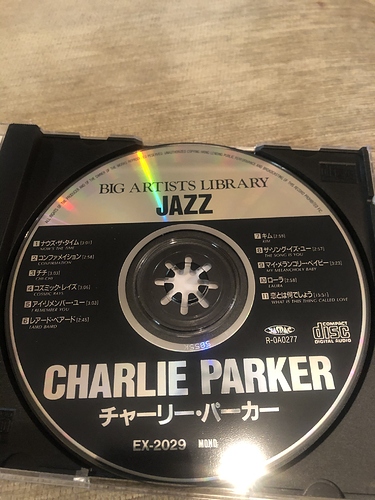 BIG ARTISTS LIBRARY
JAZZ
1 ナウズ・ザ・タイム
NOW'S THE TIME
2 コンファメイション
CONFIRMATION
3 チチ
CHI CHI
4 コズミック・レイズ
COSMIC RAYS
5 アイ・リメンバー・ユー
I REMEMBER YOU
6 レアード・ベアード
LAIRD BAIRD
7 キム
KIM
8 ザ・ソング・イズ・ユー
THE SONG IS YOU
9 マイ・メランコリー・ベイビー
MY MELANCHOLY BABY
10 ローラ
LAURA
11 恋とは何でしょう
WHAT IS THIS THING CALLED LOVE
JASRAC
R-0A0277
COMPACT
disc
DIGITAL AUDIO
CHARLIE PARKER
チャーリー・パーカー
EX-2029 MONO